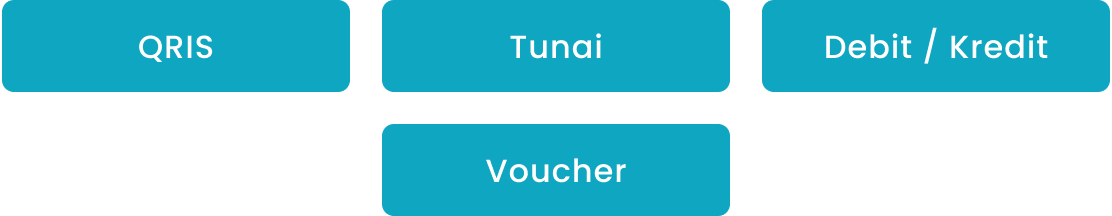 QRIS
Tunai
Debit / Kredit
Voucher